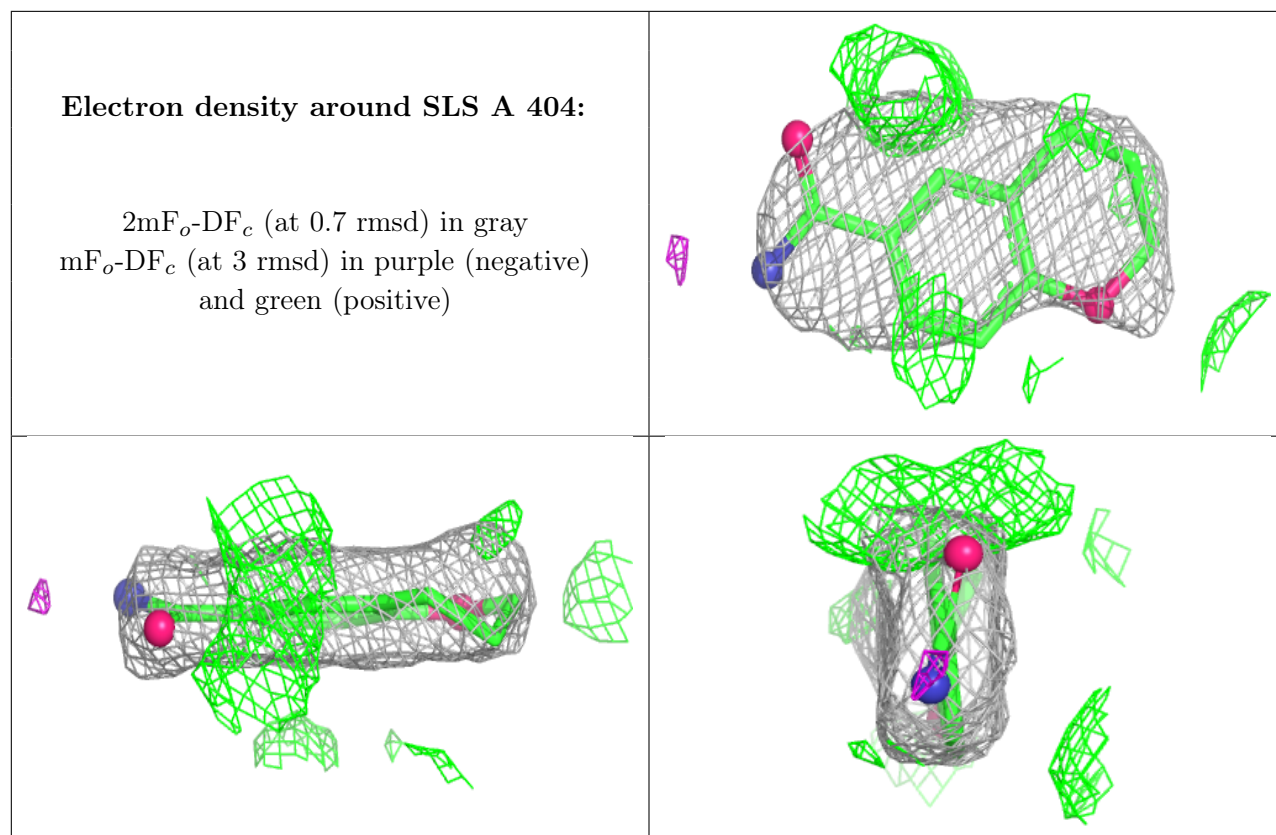 Electron density around SLS A 404:
2mFₒ-DF𝒸 (at 0.7 rmsd) in gray
mFₒ-DF𝒸 (at 3 rmsd) in purple (negative)
and green (positive)